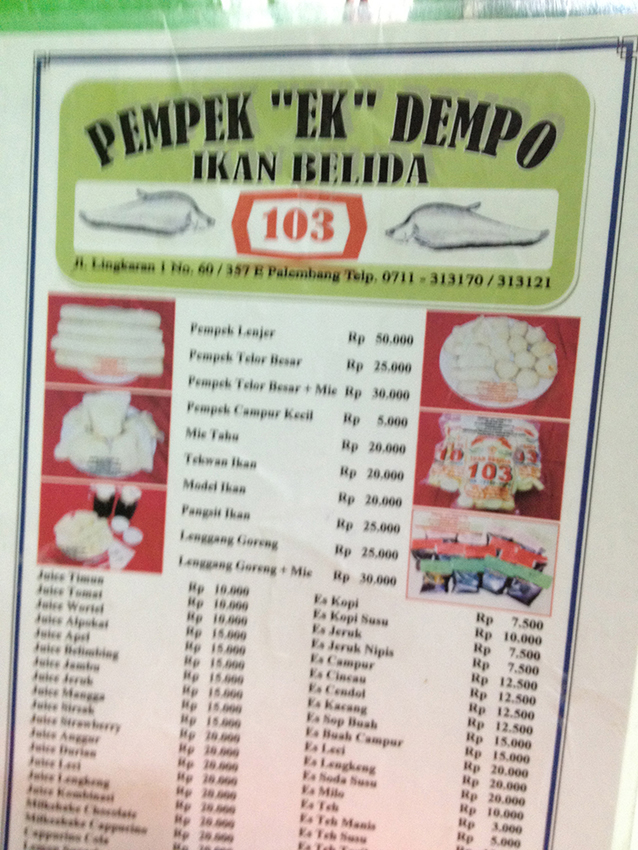 PEMPEK "EK" DEMPO
IKAN BELIDA
103
Jl. Lingkaran 1 No. 60 / 357 E Palembang Telp. 0711 - 313170 / 313121
Pempek Lenjer Rp 50.000
Pempek Telor Besar Rp 25.000
Pempek Telor Besar + Mie Rp 30.000
Pempek Campur Kecil Rp 5.000
Mie Tahu Rp 20.000
Tekwan Ikan Rp 20.000
Model Ikan Rp 20.000
Pangsit Ikan Rp 25.000
Lenggang Goreng Rp 25.000
Lenggang Goreng + Mie Rp 30.000
103
Juice Timun Rp 10.000
Juice Tomat Rp 10.000
Juice Wortel Rp 10.000
Juice Alpokat Rp 15.000
Juice Apel Rp 15.000
Juice Belimbing Rp 15.000
Juice Jambu Rp 15.000
Juice Jeruk Rp 15.000
Juice Mangga Rp 15.000
Juice Sirsak Rp 15.000
Juice Strawberry Rp 20.000
Juice Anggur Rp 20.000
Juice Durian Rp 20.000
Juice Leci Rp 20.000
Juice Lengkeng Rp 20.000
Juice Kombinasi Rp 20.000
Milkshake Chocolate Rp 20.000
Milkshake Cappucino Rp 20.000
Cappucino Cola
Es Kopi Rp 7.500
Es Kopi Susu Rp 10.000
Es Jeruk Rp 7.500
Es Jeruk Nipis Rp 7.500
Es Campur Rp 12.500
Es Cincau Rp 12.500
Es Cendol Rp 12.500
Es Kacang Rp 12.500
Es Sop Buah Rp 15.000
Es Buah Campur Rp 15.000
Es Leci Rp 20.000
Es Lengkeng Rp 20.000
Es Soda Susu Rp 20.000
Es Milo Rp 10.000
Es Teh Rp 3.000
Es Teh Manis Rp 5.000
Es Teh Susu